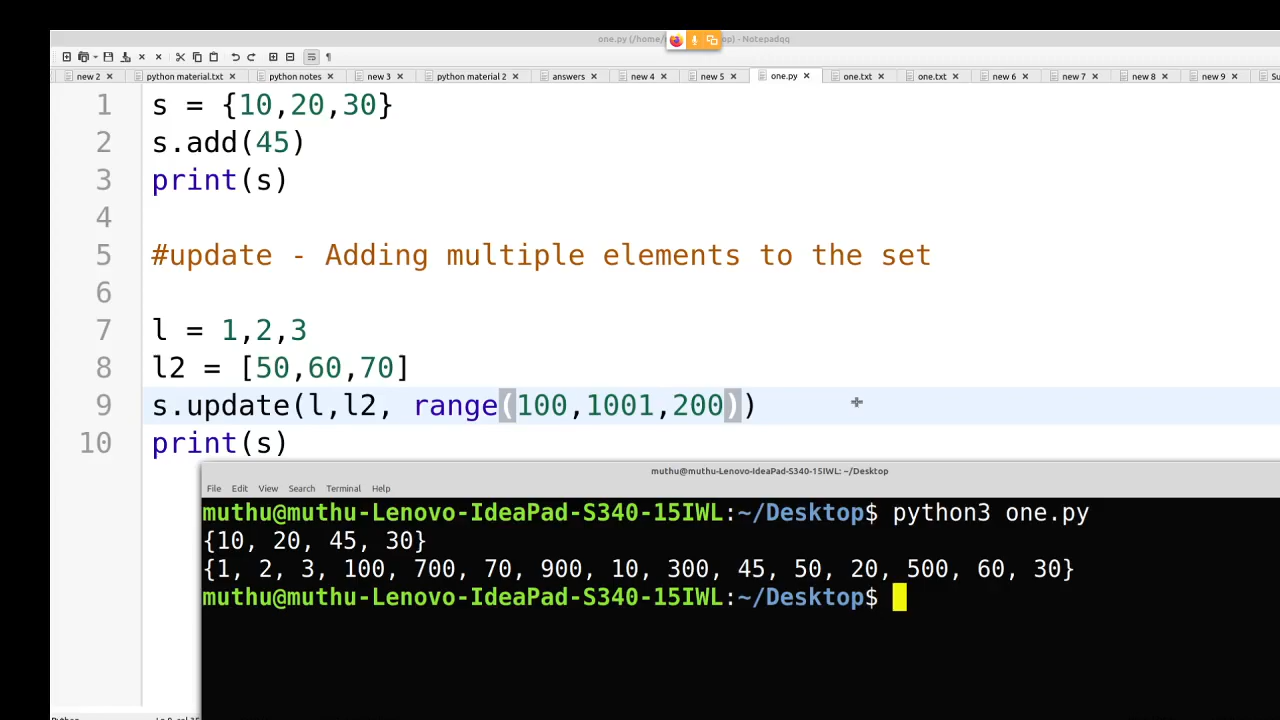 one.py (/home/ op) - Notepadqq
new 2 python material.txt python notes new 3 python material 2 answers new 4 new 5 one.py one.txt one.txt new 6 new 7 new 8 new 9
1 s = {10,20,30}
2 s.add(45)
3 print(s)
4
5 #update - Adding multiple elements to the set
6
7 l = 1,2,3
8 l2 = [50,60,70]
9 s.update(l,l2, range(100,1001,200))
10 print(s)
muthu@muthu-Lenovo-IdeaPad-S340-15IWL: ~/Desktop
File Edit View Search Terminal Help
muthu@muthu-Lenovo-IdeaPad-S340-15IWL:~/Desktop$ python3 one.py
{10, 20, 45, 30}
{1, 2, 3, 100, 700, 70, 900, 10, 300, 45, 50, 20, 500, 60, 30}
muthu@muthu-Lenovo-IdeaPad-S340-15IWL:~/Desktop$